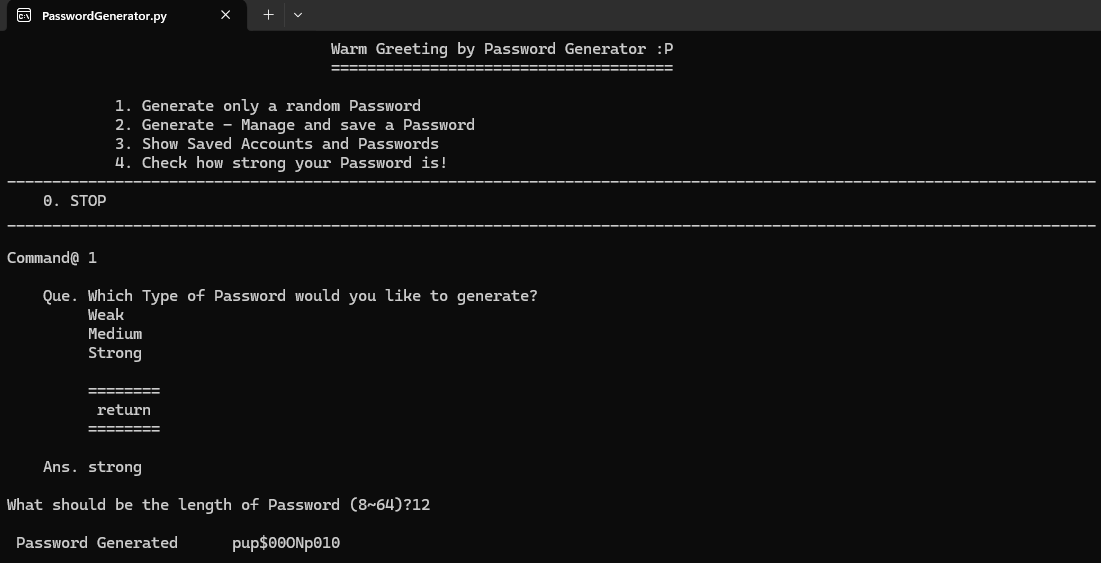 PasswordGenerator.py
Warm Greeting by Password Generator :P
======================================
1. Generate only a random Password
2. Generate - Manage and save a Password
3. Show Saved Accounts and Passwords
4. Check how strong your Password is!
0. STOP
Command@ 1
Que. Which Type of Password would you like to generate?
Weak
Medium
Strong
========
return
========
Ans. strong
What should be the length of Password (8~64)?12
Password Generated pup$00ONp010